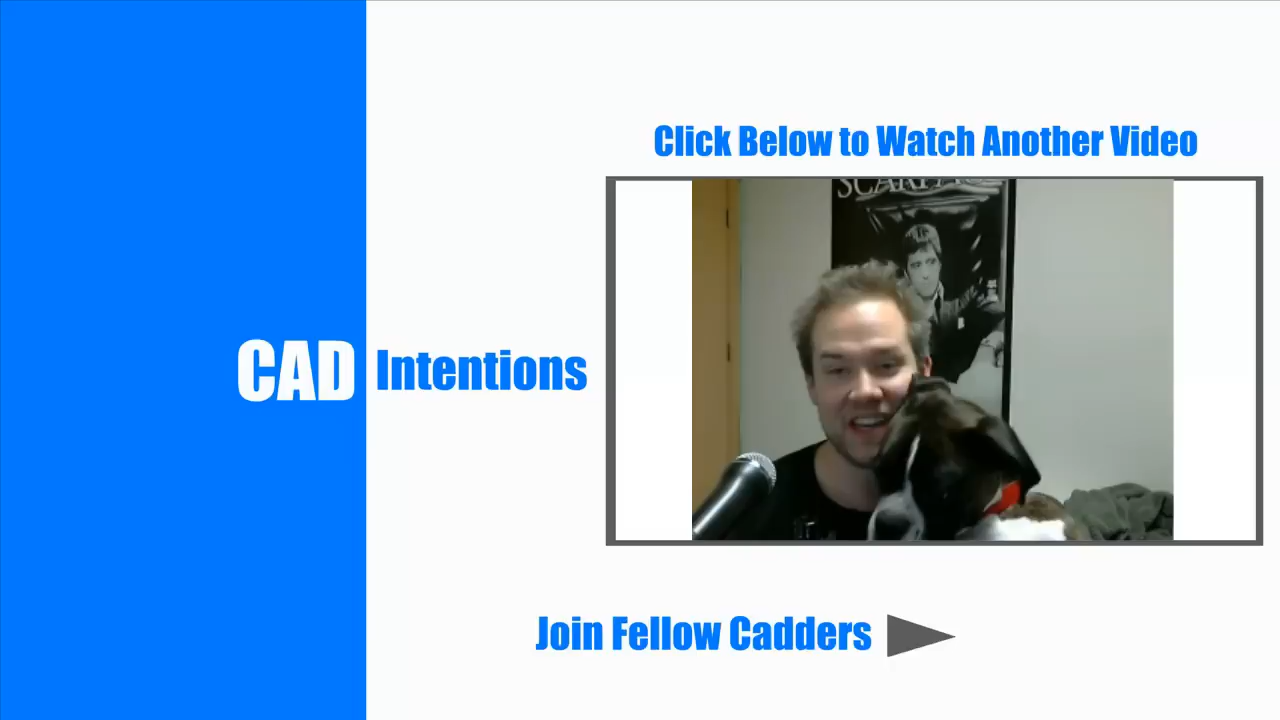 Click Below to Watch Another Video
SCARFACE
CAD Intentions
Join Fellow Cadders